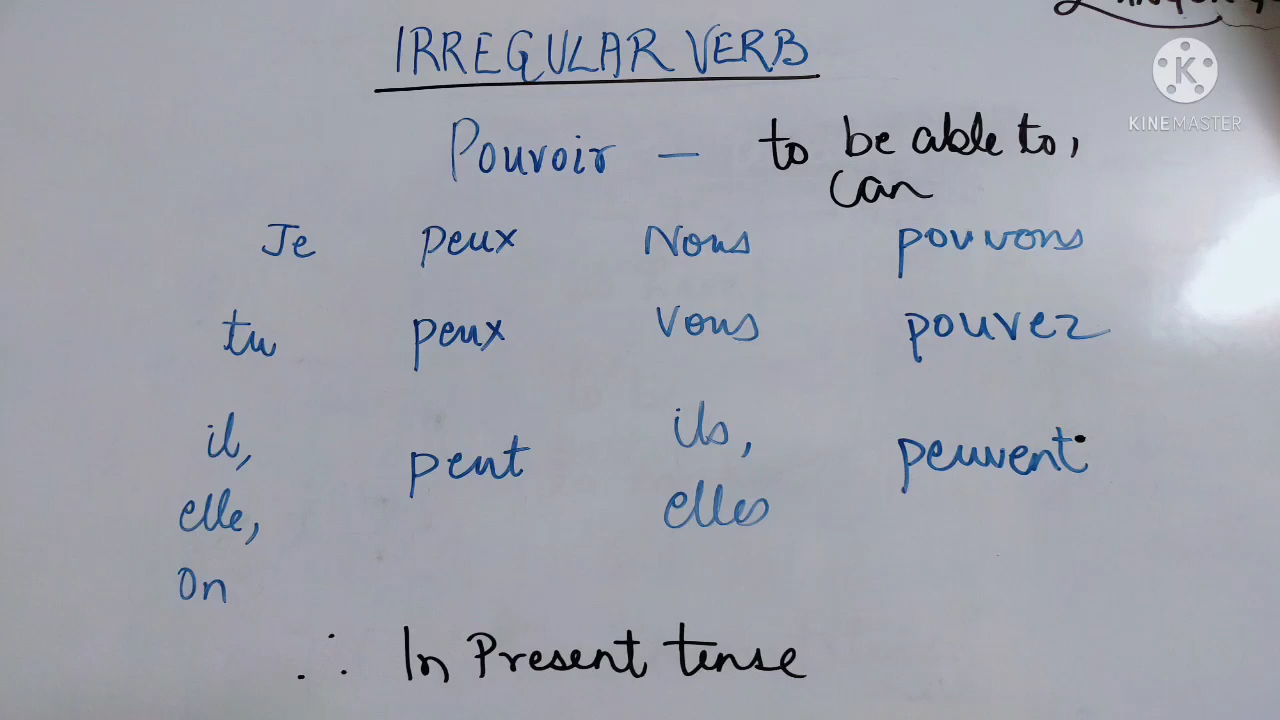 IRREGULAR VERB
K
KINEMASTER
Pouvoir — to be able to,
can
Je peux Nous pouvons
tu peux Vous pouvez
il, peut ils, peuvent
elle, elles
On
∴ In Present tense